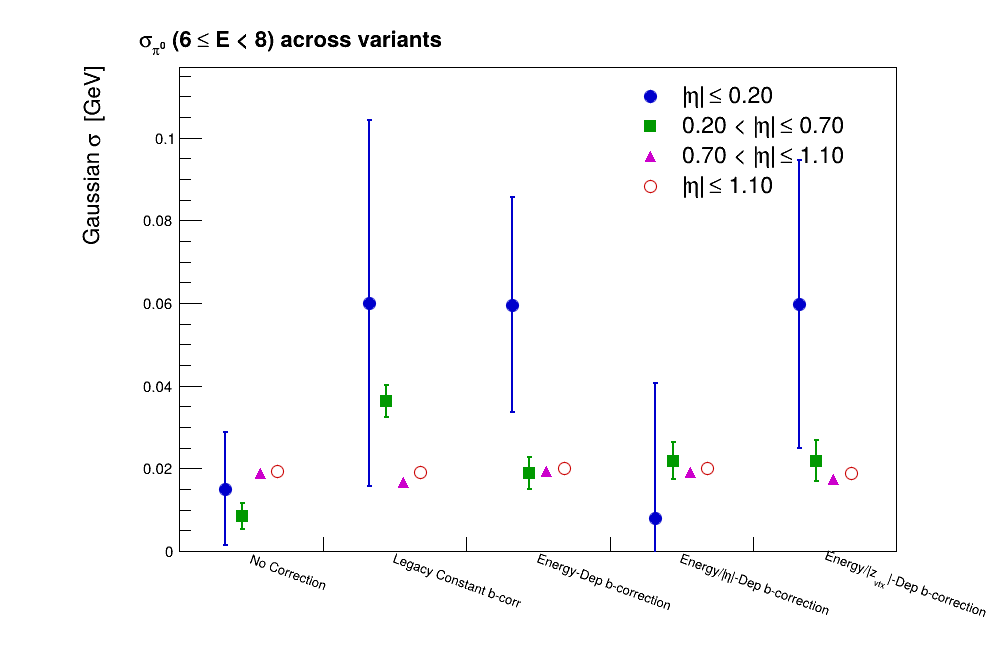 σπ⁰ (6 ≤ E < 8) across variants
Gaussian σ [GeV]
|η| ≤ 0.20
0.20 < |η| ≤ 0.70
0.70 < |η| ≤ 1.10
|η| ≤ 1.10
0.1
0.08
0.06
0.04
0.02
0
No Correction
Legacy Constant b-corr
Energy-Dep b-correction
Energy/|η|-Dep b-correction
Energy/|z_vtx|-Dep b-correction